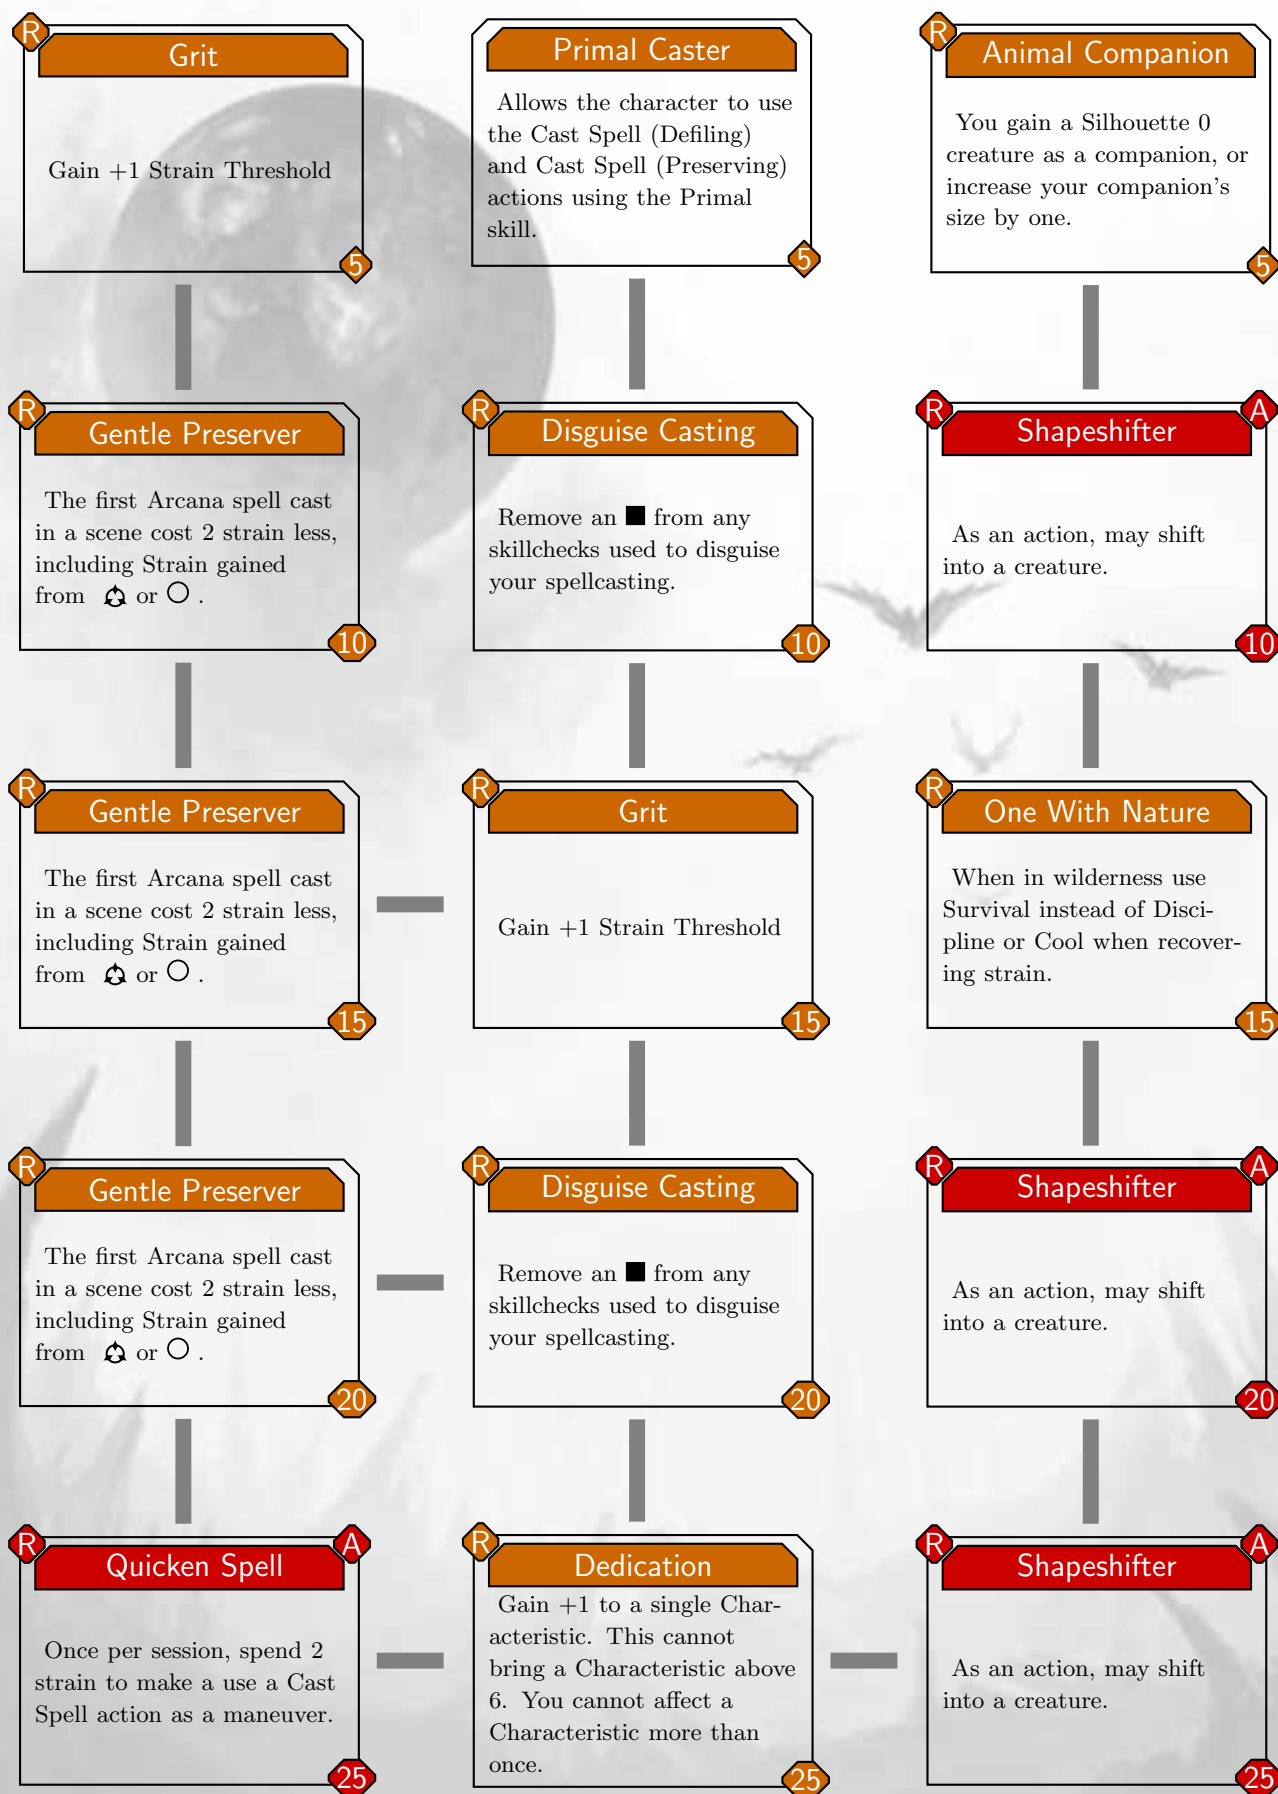 R
Grit
Gain +1 Strain Threshold
5
Primal Caster
Allows the character to use
the Cast Spell (Defiling)
and Cast Spell (Preserving)
actions using the Primal
skill.
5
R
Animal Companion
You gain a Silhouette 0
creature as a companion, or
increase your companion's
size by one.
5
R
Gentle Preserver
The first Arcana spell cast
in a scene cost 2 strain less,
including Strain gained
from or .
10
R
Disguise Casting
Remove an ■ from any
skillchecks used to disguise
your spellcasting.
10
R
A
Shapeshifter
As an action, may shift
into a creature.
10
R
Gentle Preserver
The first Arcana spell cast
in a scene cost 2 strain less,
including Strain gained
from or .
15
R
Grit
Gain +1 Strain Threshold
15
R
One With Nature
When in wilderness use
Survival instead of Disci-
pline or Cool when recover-
ing strain.
15
R
Gentle Preserver
The first Arcana spell cast
in a scene cost 2 strain less,
including Strain gained
from or .
20
R
Disguise Casting
Remove an ■ from any
skillchecks used to disguise
your spellcasting.
20
R
A
Shapeshifter
As an action, may shift
into a creature.
20
R
A
Quicken Spell
Once per session, spend 2
strain to make a use a Cast
Spell action as a maneuver.
25
R
Dedication
Gain +1 to a single Char-
acteristic. This cannot
bring a Characteristic above
6. You cannot affect a
Characteristic more than
once.
25
R
A
Shapeshifter
As an action, may shift
into a creature.
25